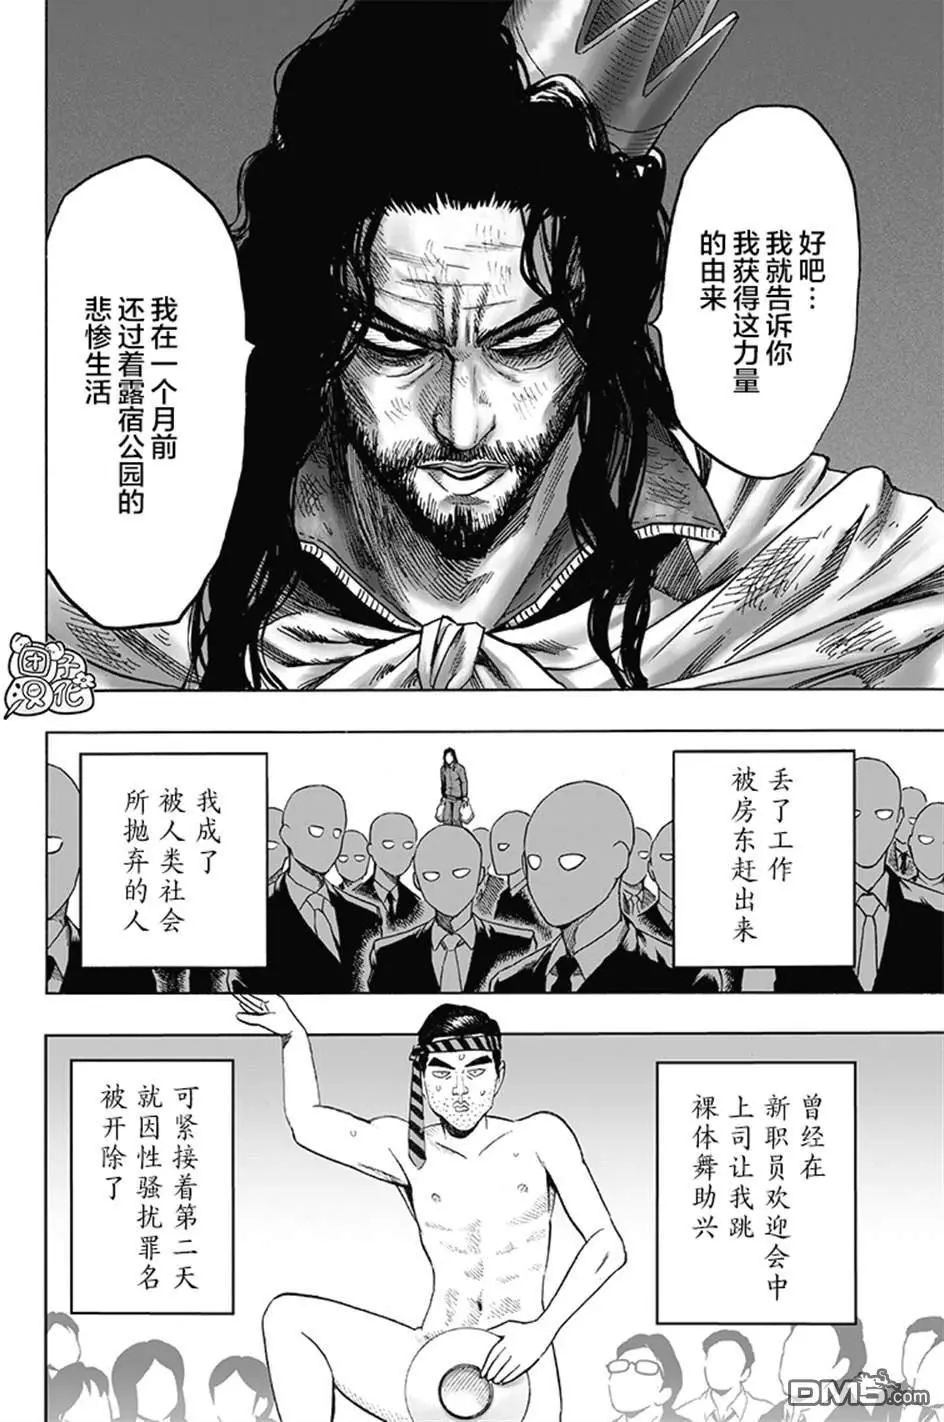 好吧…
我就告诉你
我获得这力量
的由来
我在一个月前
还过着露宿公园的
悲惨生活
团子汉化
丢了工作
被房东赶出来
我成了
被人类社会
所抛弃的人
曾经在
新职员欢迎会中
上司让我跳
裸体舞助兴
可紧接着第二天
就因性骚扰罪名
被开除了
DM5.com